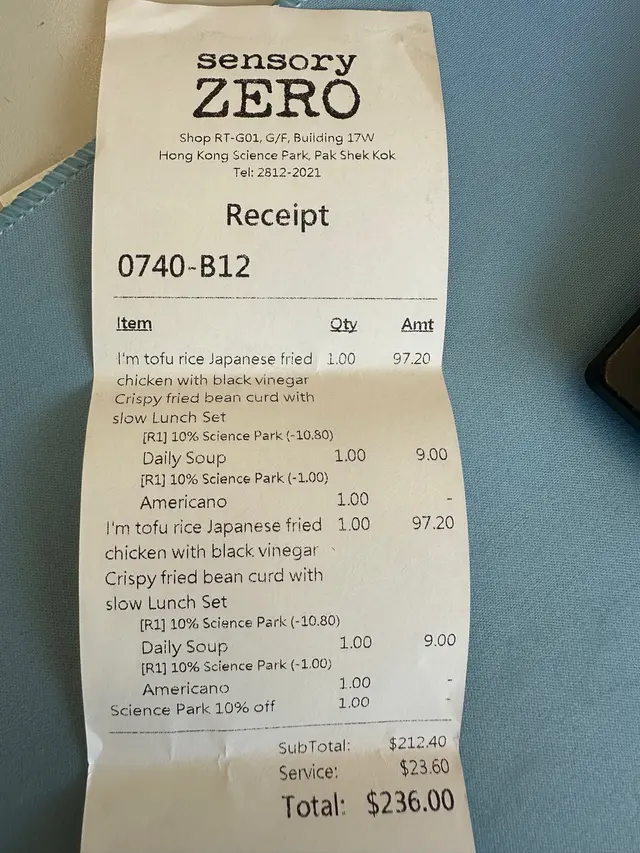 sensory
ZERO
Shop RT-G01, G/F, Building 17W
Hong Kong Science Park, Pak Shek Kok
Tel: 2812-2021
Receipt
0740-B12
Item Qty Amt
I'm tofu rice Japanese fried 1.00 97.20
chicken with black vinegar
Crispy fried bean curd with
slow Lunch Set
[R1] 10% Science Park (-10.80)
Daily Soup 1.00 9.00
[R1] 10% Science Park (-1.00)
Americano 1.00 -
I'm tofu rice Japanese fried 1.00 97.20
chicken with black vinegar
Crispy fried bean curd with
slow Lunch Set
[R1] 10% Science Park (-10.80)
Daily Soup 1.00 9.00
[R1] 10% Science Park (-1.00)
Americano 1.00 -
Science Park 10% off 1.00 -
SubTotal: $212.40
Service: $23.60
Total: $236.00